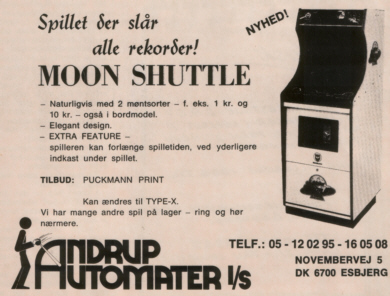 Spillet der slår
alle rekorder!
NYHED!
MOON SHUTTLE
– Naturligvis med 2 møntsorter – f. eks. 1 kr. og
10 kr. – også i bordmodel.
– Elegant design.
– EXTRA FEATURE –
spilleren kan forlænge spilletiden, ved yderligere
indkast under spillet.
TILBUD: PUCKMANN PRINT
Kan ændres til TYPE-X.
Vi har mange andre spil på lager – ring og hør
nærmere.
ANDRUP
AUTOMATER I/S
TELF.: 05 - 12 02 95 - 16 05 08
NOVEMBERVEJ 5
DK 6700 ESBJERG